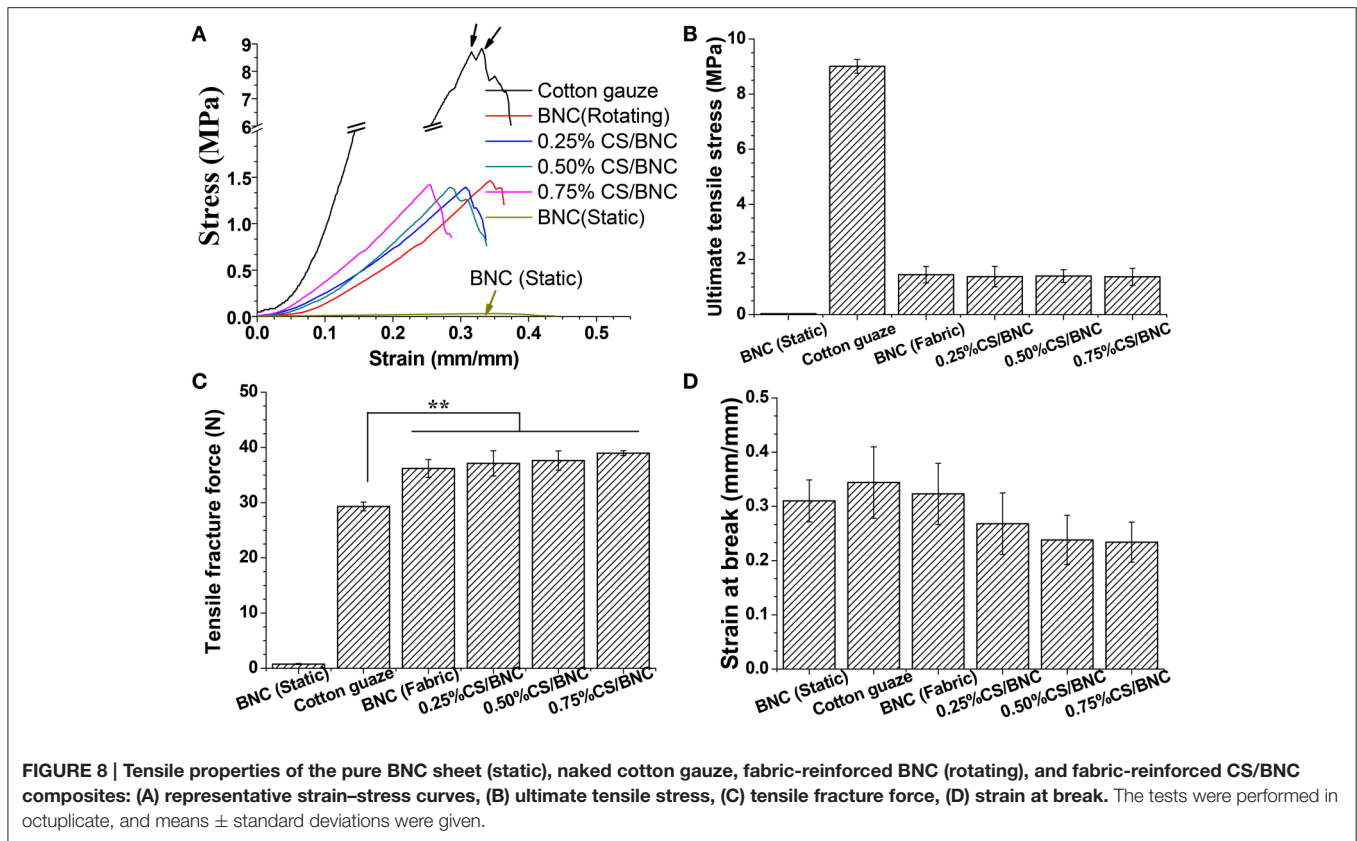 A
Stress (MPa)
9
8
7
6
1.5
1.0
0.5
0.0
0.0 0.1 0.2 0.3 0.4 0.5
Strain (mm/mm)
Cotton gauze
BNC(Rotating)
0.25% CS/BNC
0.50% CS/BNC
0.75% CS/BNC
BNC(Static)
BNC (Static)
B
Ultimate tensile stress (MPa)
10
8
6
4
2
0
BNC (Static) Cotton guaze BNC (Fabric) 0.25%CS/BNC 0.50%CS/BNC 0.75%CS/BNC
C
Tensile fracture force (N)
50
40
30
20
10
0
**
BNC (Static) Cotton guaze BNC (Fabric) 0.25%CS/BNC 0.50%CS/BNC 0.75%CS/BNC
D
Strain at break (mm/mm)
0.5
0.4
0.3
0.2
0.1
0.0
BNC (Static) Cotton guaze BNC (Fabric) 0.25%CS/BNC 0.50%CS/BNC 0.75%CS/BNC
FIGURE 8 | Tensile properties of the pure BNC sheet (static), naked cotton gauze, fabric-reinforced BNC (rotating), and fabric-reinforced CS/BNC
composites: (A) representative strain–stress curves, (B) ultimate tensile stress, (C) tensile fracture force, (D) strain at break. The tests were performed in
octuplicate, and means ± standard deviations were given.